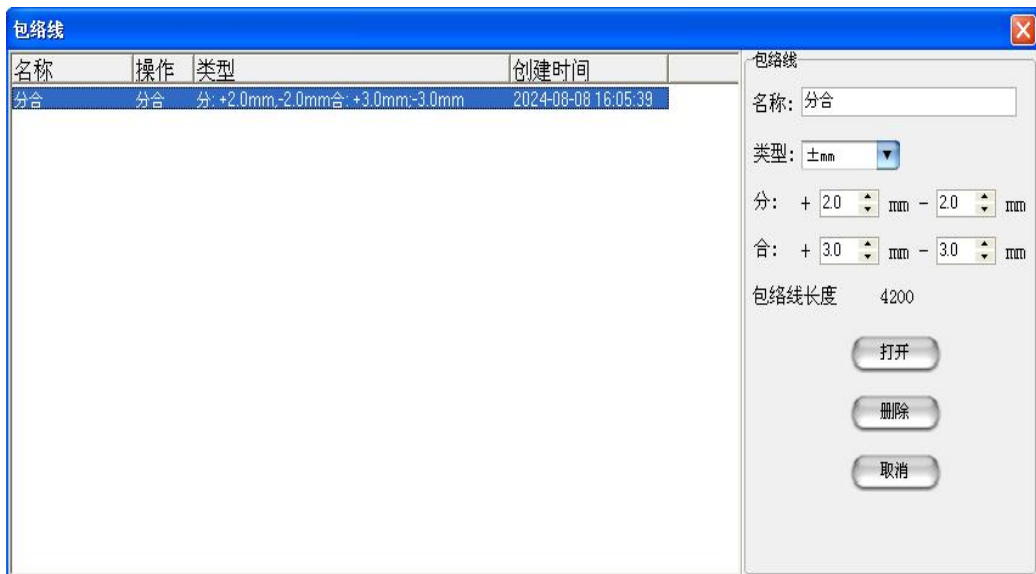 包络线
名称 操作 类型 创建时间
分合 分合 分: +2.0mm,-2.0mm合: +3.0mm;-3.0mm 2024-08-08 16:05:39
包络线
名称: 分合
类型: ±mm
分: + 2.0 mm - 2.0 mm
合: + 3.0 mm - 3.0 mm
包络线长度 4200
打开
删除
取消